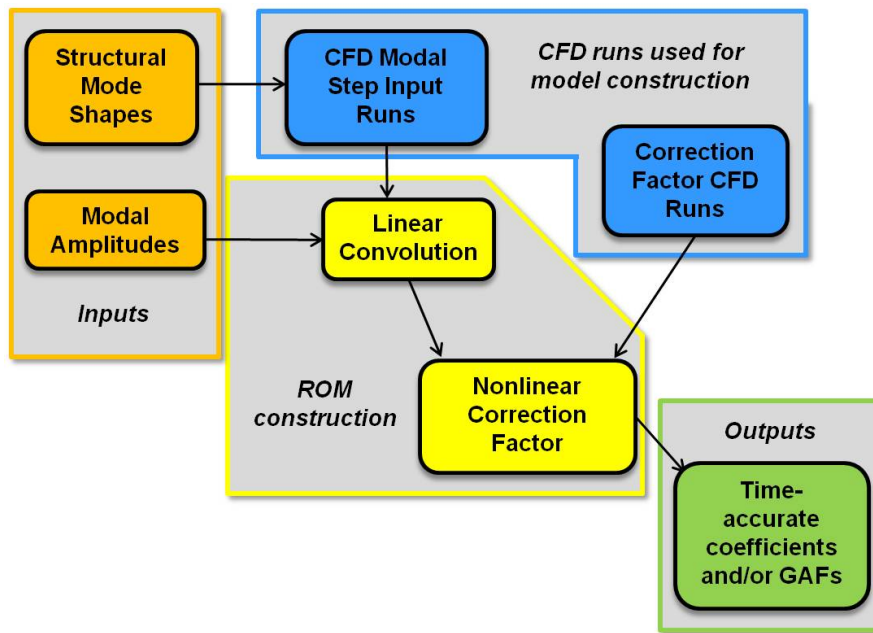 Structural
Mode
Shapes
CFD Modal
Step Input
Runs
CFD runs used for
model construction
Correction
Factor CFD
Runs
Modal
Amplitudes
Linear
Convolution
Inputs
ROM
construction
Nonlinear
Correction
Factor
Outputs
Time-
accurate
coefficients
and/or GAFs